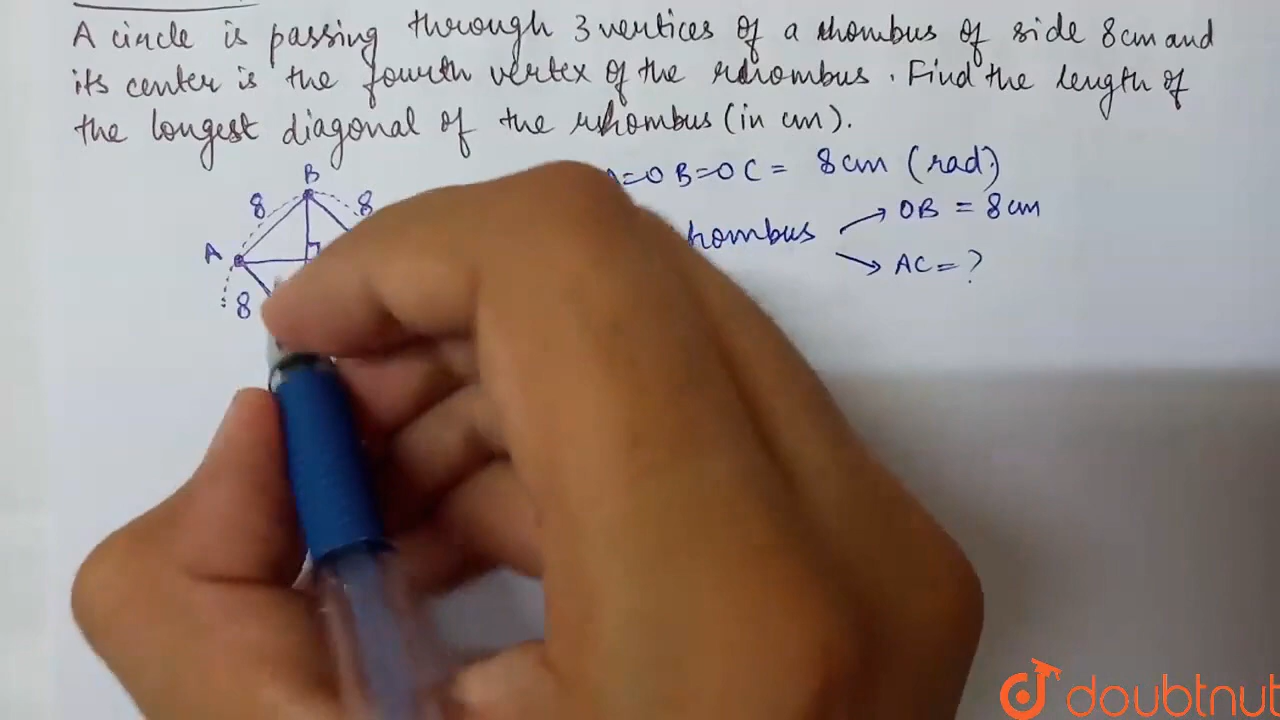 A circle is passing through 3 vertices of a rhombus of side 8cm and
its center is the fourth vertex of the rhombus. Find the length of
the longest diagonal of the rhombus (in cm).
B
=OB=OC= 8cm (rad)
8
8
OB = 8cm
A
AC=?
8
doubtnut